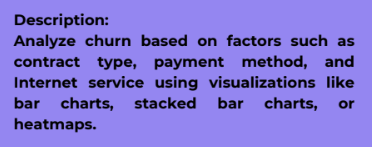 Description:
Analyze churn based on factors such as
contract type, payment method, and
Internet service using visualizations like
bar charts, stacked bar charts, or
heatmaps.